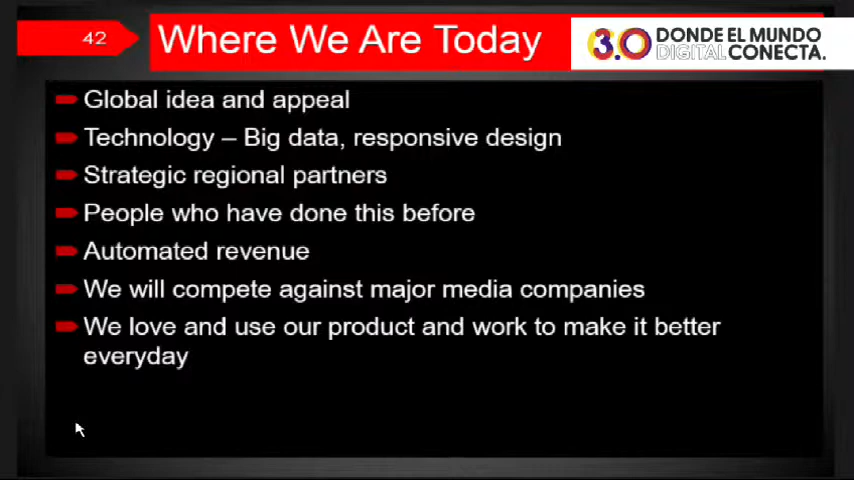 42
Where We Are Today
3.0 DONDE EL MUNDO
DIGITAL CONECTA.
Global idea and appeal
Technology – Big data, responsive design
Strategic regional partners
People who have done this before
Automated revenue
We will compete against major media companies
We love and use our product and work to make it better
everyday